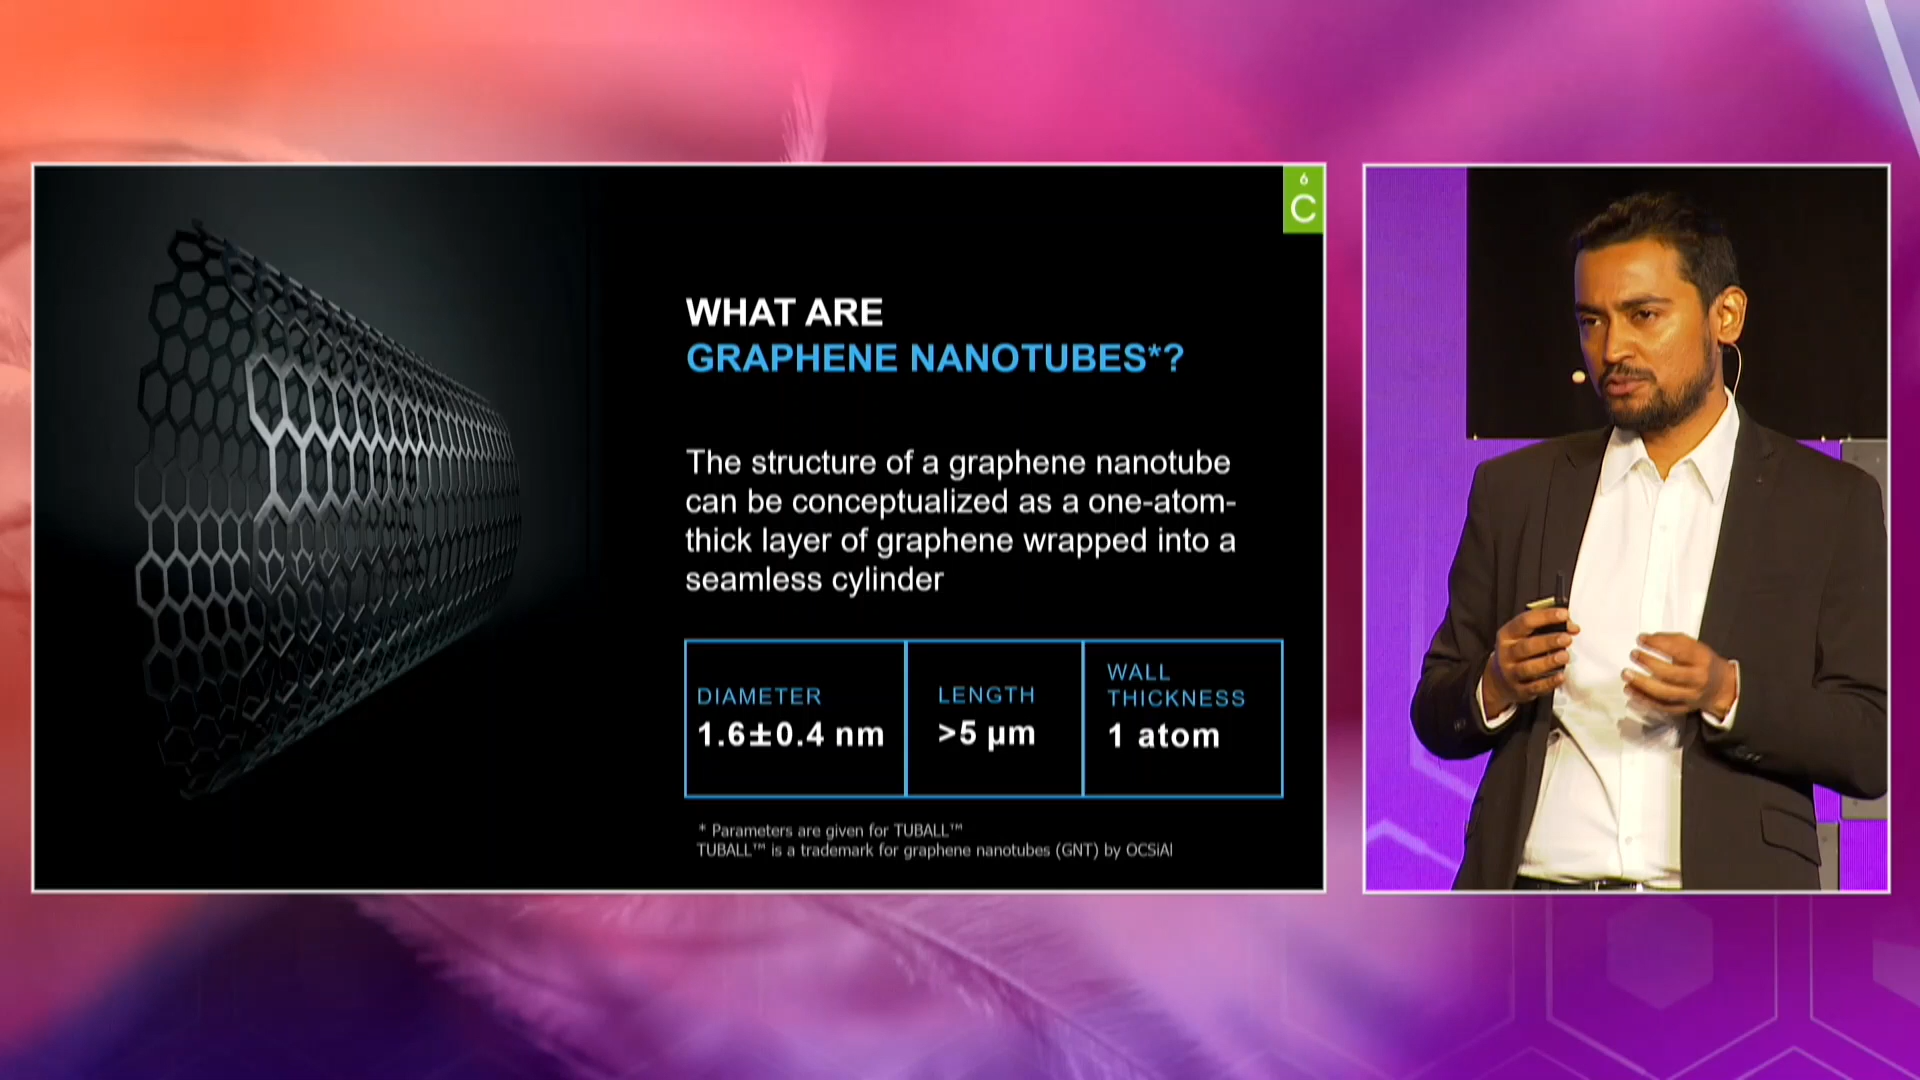 6
C
WHAT ARE
GRAPHENE NANOTUBES*?
The structure of a graphene nanotube
can be conceptualized as a one-atom-
thick layer of graphene wrapped into a
seamless cylinder
DIAMETER
1.6±0.4 nm
LENGTH
>5 µm
WALL
THICKNESS
1 atom
* Parameters are given for TUBALL™
TUBALL™ is a trademark for graphene nanotubes (GNT) by OCSiAl